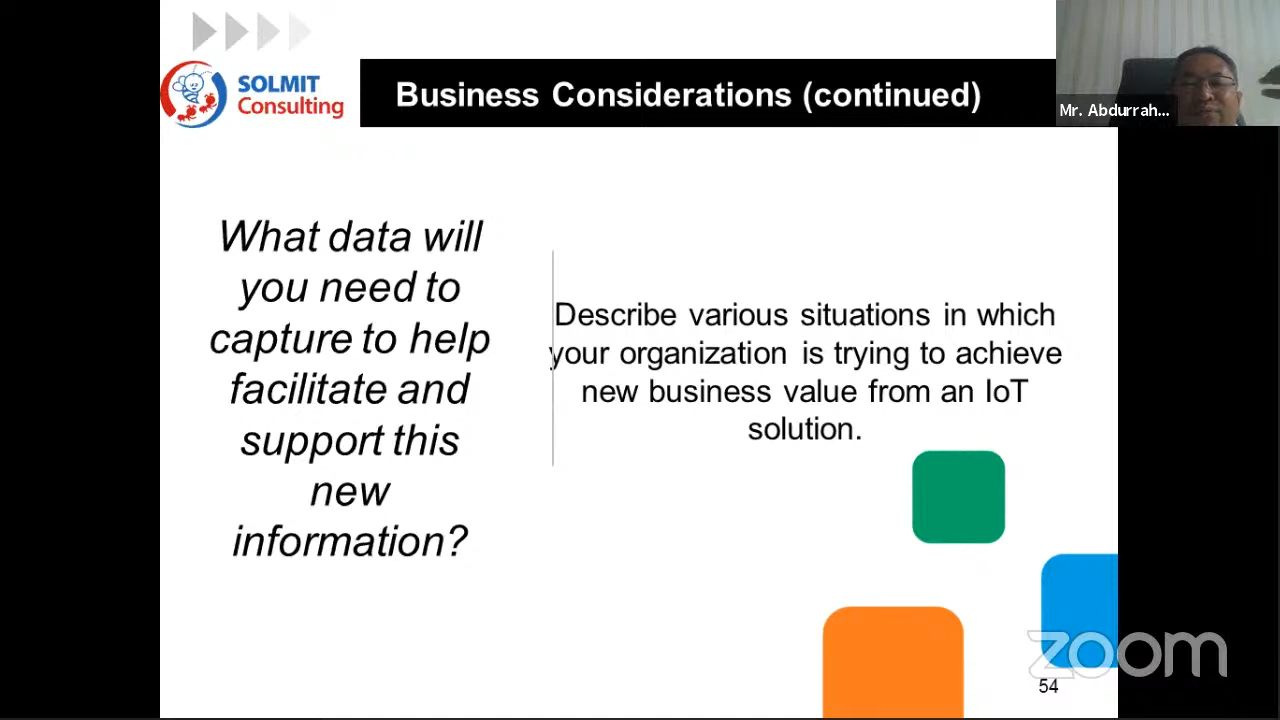 SOLMIT
Consulting
Business Considerations (continued)
Mr. Abdurrah...
What data will
you need to
capture to help
facilitate and
support this
new
information?
Describe various situations in which
your organization is trying to achieve
new business value from an IoT
solution.
zoom
54